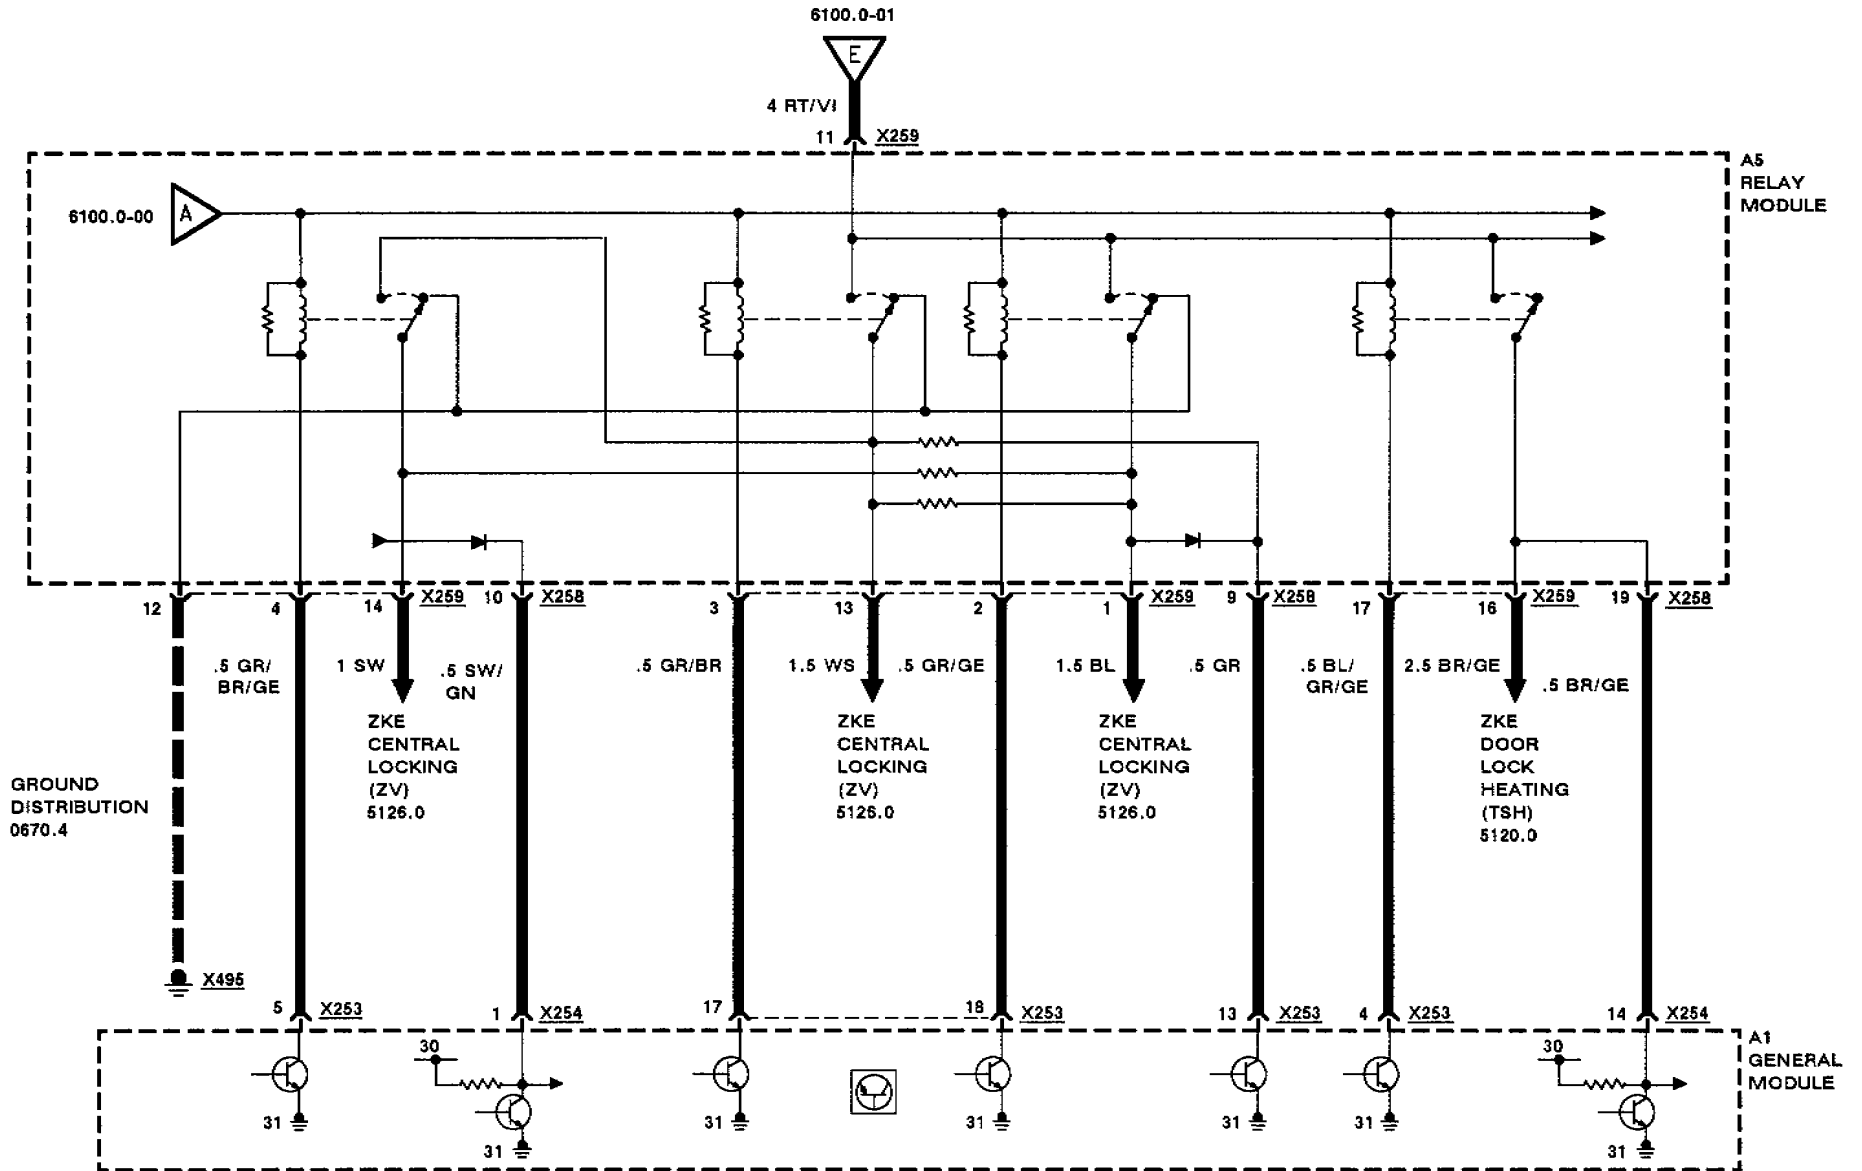 6100.0-01
E
4 RT/VI
11 X259
A5
RELAY
MODULE
6100.0-00 A
12 4 14 X259 10 X258 3 13 2 1 X259 9 X258 17 16 X259 19 X258
.5 GR/
BR/GE
1 SW
.5 SW/
GN
.5 GR/BR
1.5 WS
.5 GR/GE
1.5 BL
.5 GR
.5 BL/
GR/GE
2.5 BR/GE
.5 BR/GE
ZKE
CENTRAL
LOCKING
(ZV)
5126.0
ZKE
CENTRAL
LOCKING
(ZV)
5126.0
ZKE
CENTRAL
LOCKING
(ZV)
5126.0
ZKE
DOOR
LOCK
HEATING
(TSH)
5120.0
GROUND
DISTRIBUTION
0670.4
X495
5 X253 1 X254 17 18 X253 13 X253 4 X253 14 X254
A1
GENERAL
MODULE
30 30
31 31 31 31 31 31 31